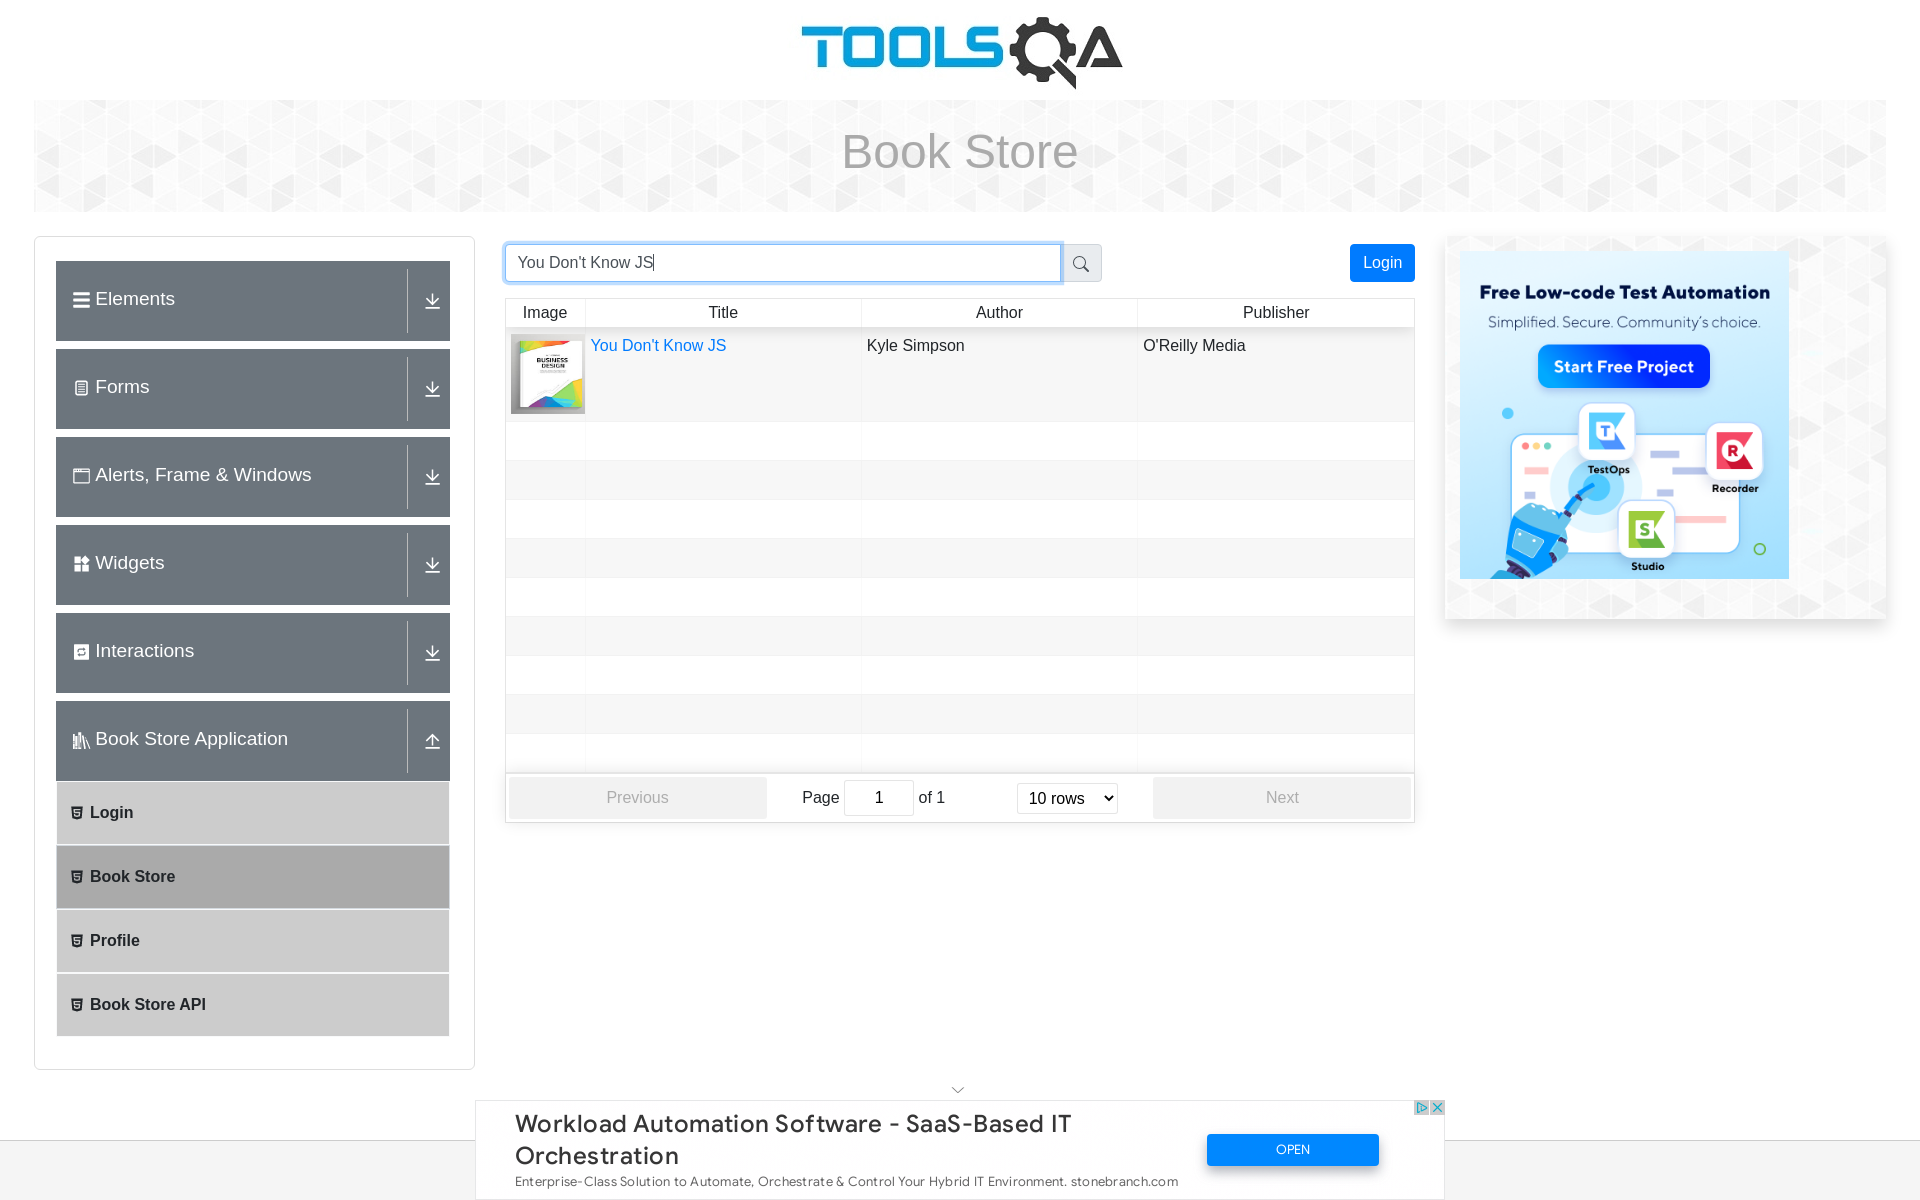 TOOLSQA
Book Store
Elements
Forms
Alerts, Frame & Windows
Widgets
Interactions
Book Store Application
Login
Book Store
Profile
Book Store API
You Don't Know JS
Login
Image Title Author Publisher
BUSINESS
DESIGN
You Don't Know JS Kyle Simpson O'Reilly Media
Previous Page 1 of 1 10 rows Next
Free Low-code Test Automation
Simplified. Secure. Community's choice.
Start Free Project
T
TestOps
R
Recorder
S
Studio
Workload Automation Software - SaaS-Based IT
Orchestration
Enterprise-Class Solution to Automate, Orchestrate & Control Your Hybrid IT Environment. stonebranch.com
OPEN